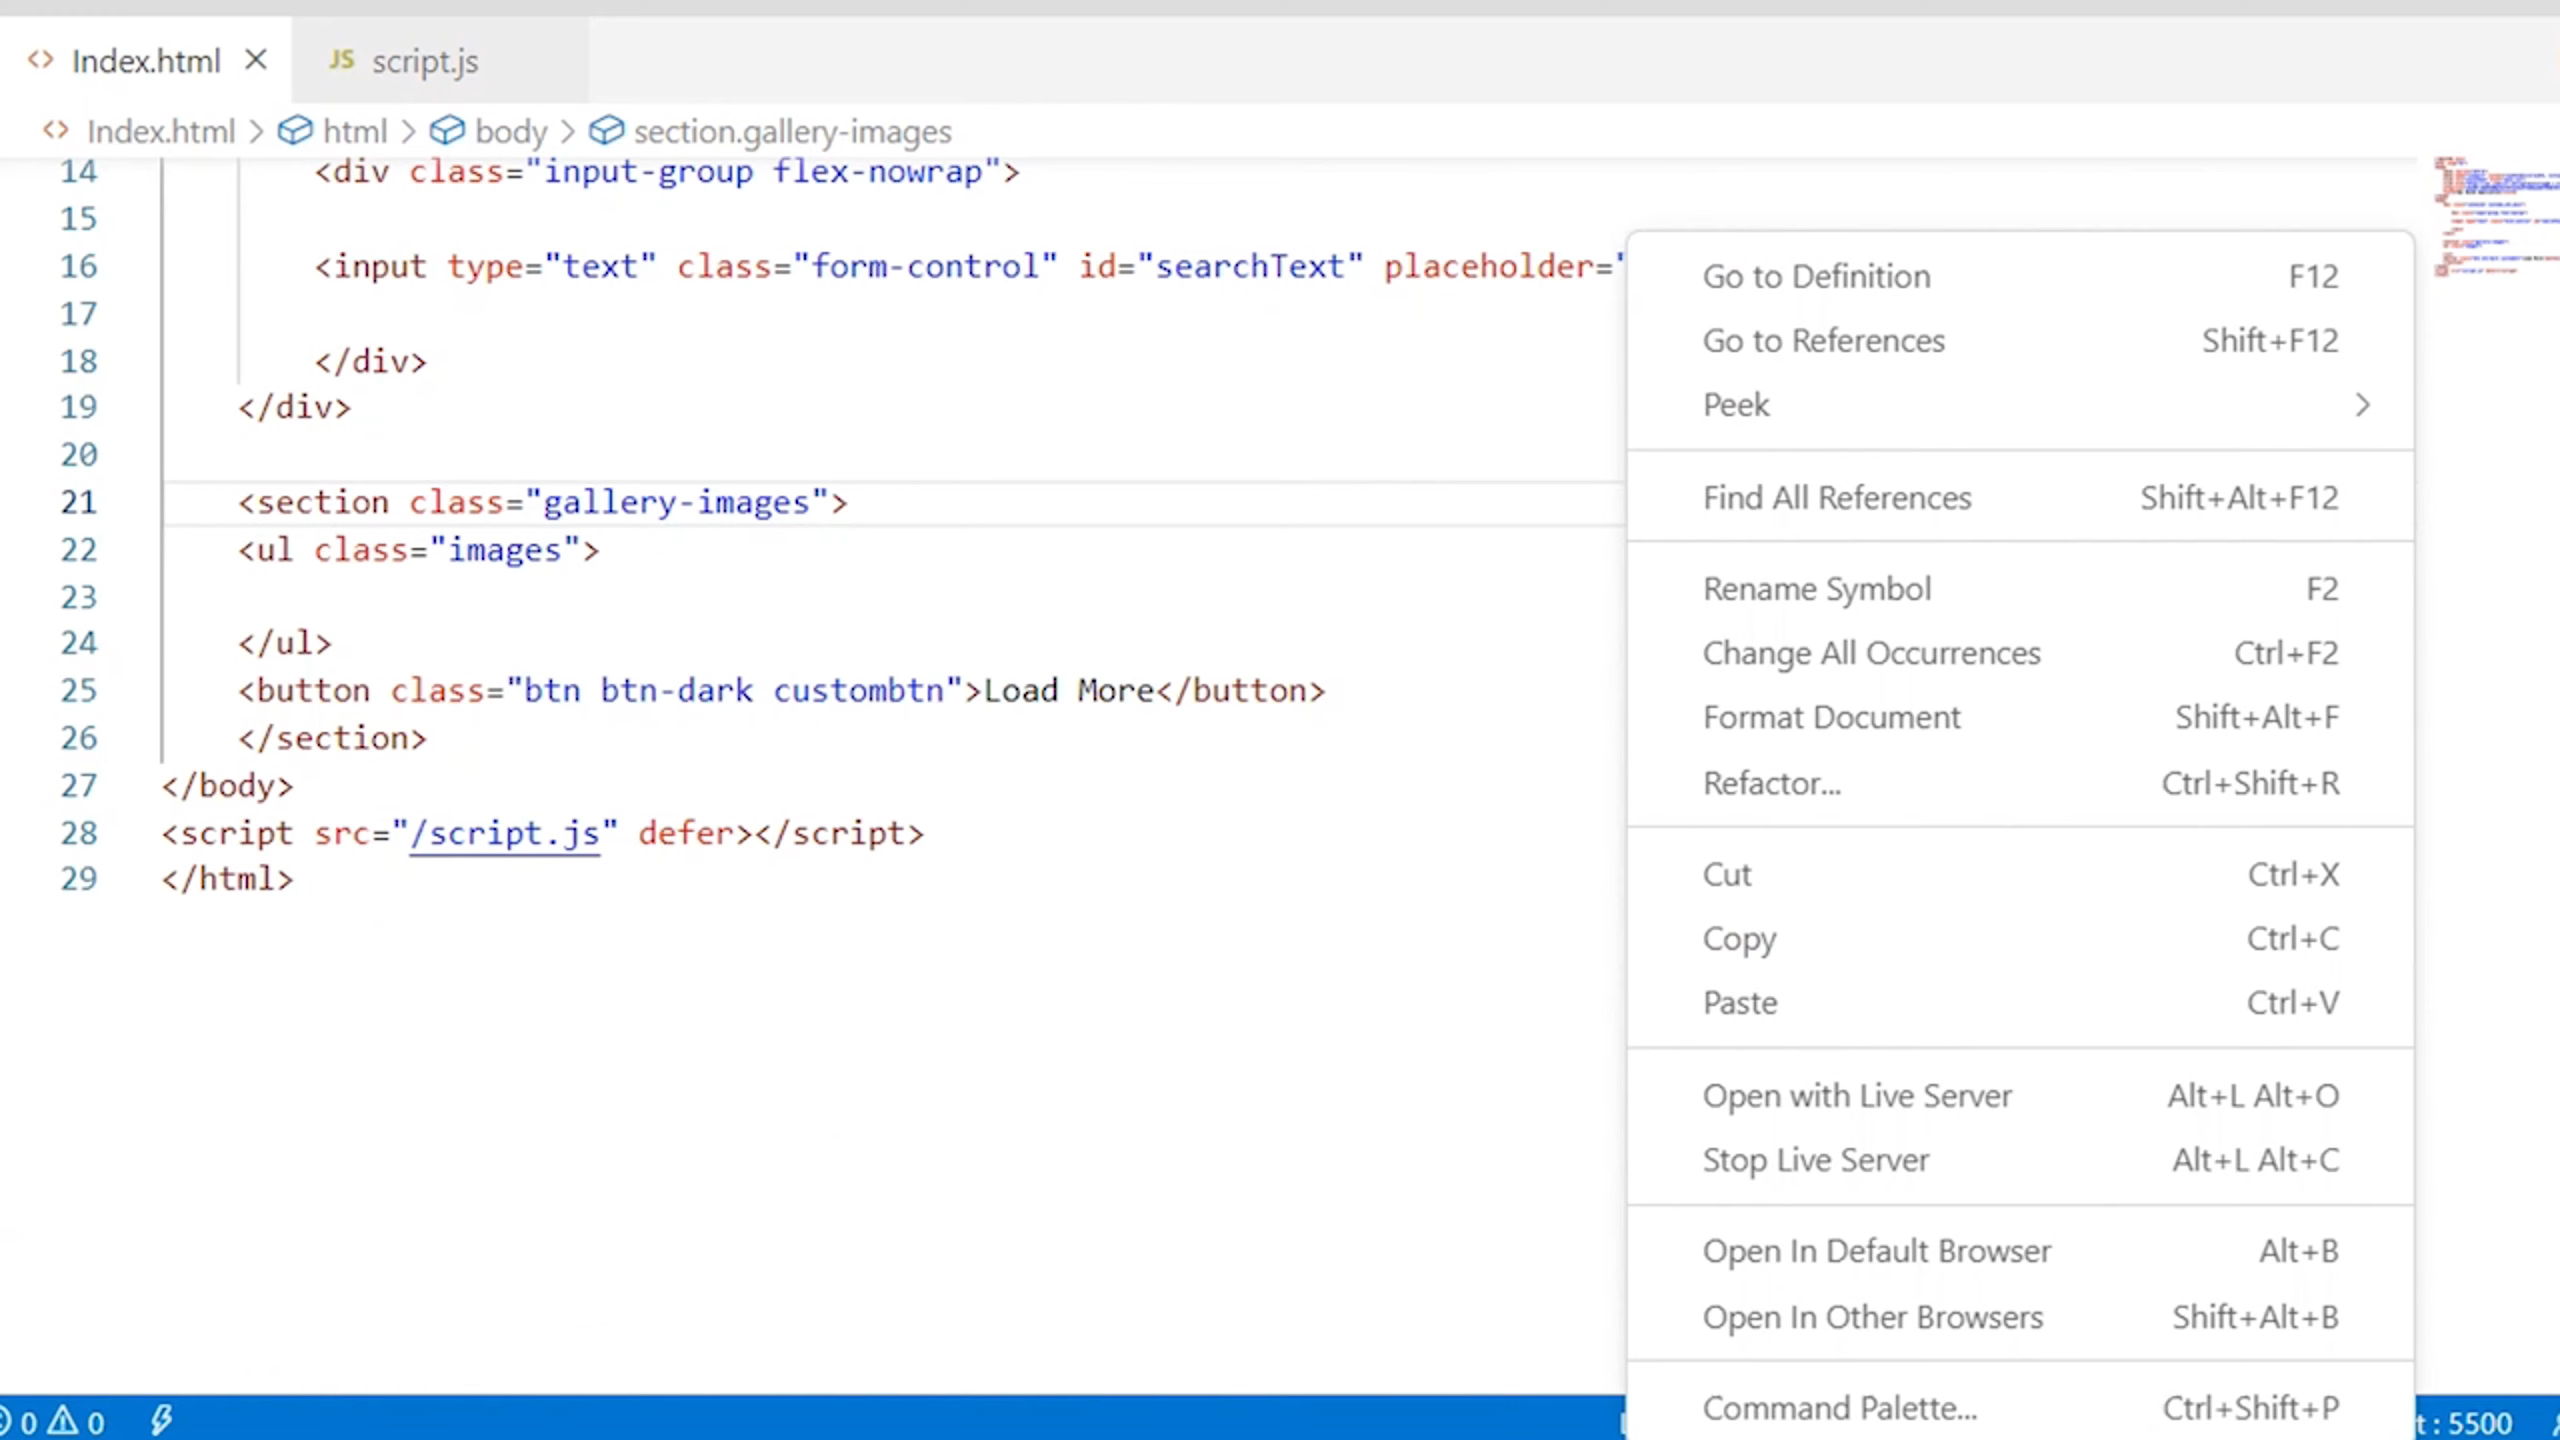 Index.html
JS script.js
Index.html > html > body > section.gallery-images
14 <div class="input-group flex-nowrap">
15
16 <input type="text" class="form-control" id="searchText" placeholder="
17
18 </div>
19 </div>
20
21 <section class="gallery-images">
22 <ul class="images">
23
24 </ul>
25 <button class="btn btn-dark custombtn">Load More</button>
26 </section>
27 </body>
28 <script src="/script.js" defer></script>
29 </html>
Go to Definition F12
Go to References Shift+F12
Peek
Find All References Shift+Alt+F12
Rename Symbol F2
Change All Occurrences Ctrl+F2
Format Document Shift+Alt+F
Refactor... Ctrl+Shift+R
Cut Ctrl+X
Copy Ctrl+C
Paste Ctrl+V
Open with Live Server Alt+L Alt+O
Stop Live Server Alt+L Alt+C
Open In Default Browser Alt+B
Open In Other Browsers Shift+Alt+B
Command Palette... Ctrl+Shift+P
0 0
t : 5500